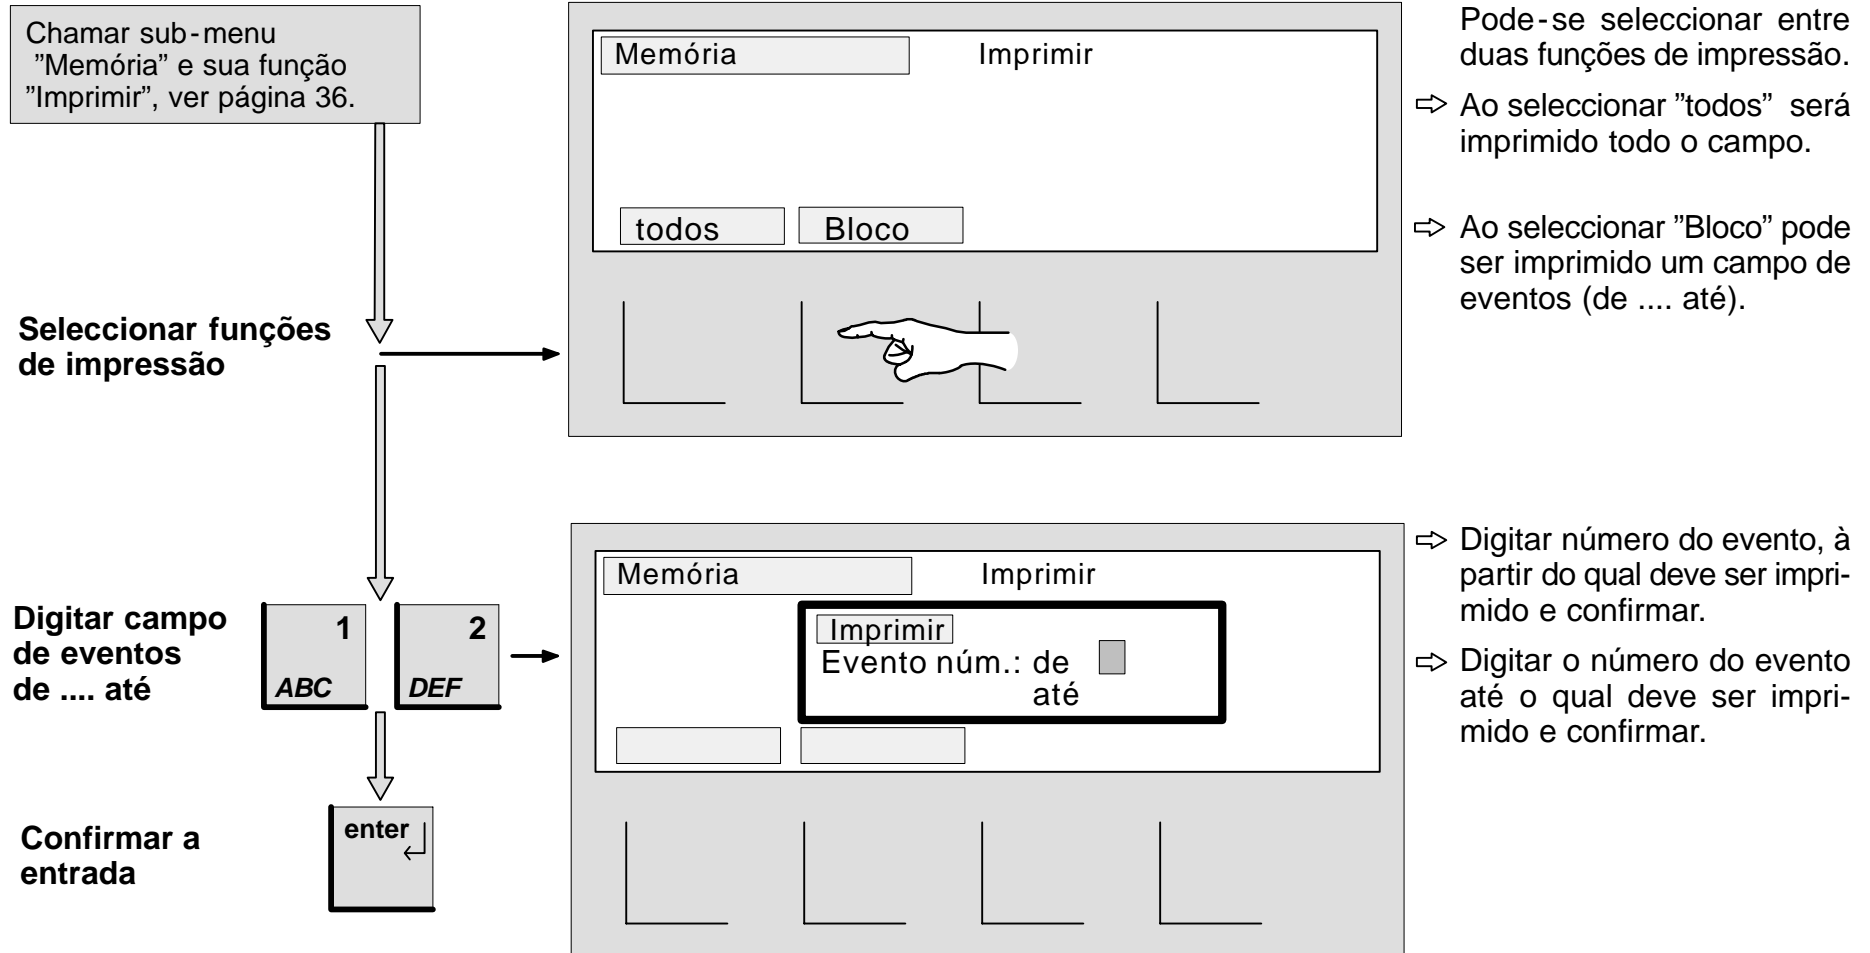 Chamar sub-menu
”Memória” e sua função
”Imprimir”, ver página 36.
Memória Imprimir
todos Bloco
Pode-se seleccionar entre
duas funções de impressão.
⇨ Ao seleccionar ”todos” será
imprimido todo o campo.
⇨ Ao seleccionar ”Bloco” pode
ser imprimido um campo de
eventos (de .... até).
Seleccionar funções
de impressão
Digitar campo
de eventos
de .... até
1
ABC
2
DEF
Memória Imprimir
Imprimir
Evento núm.: de
até
⇨ Digitar número do evento, à
partir do qual deve ser impri-
mido e confirmar.
⇨ Digitar o número do evento
até o qual deve ser impri-
mido e confirmar.
Confirmar a
entrada
enter